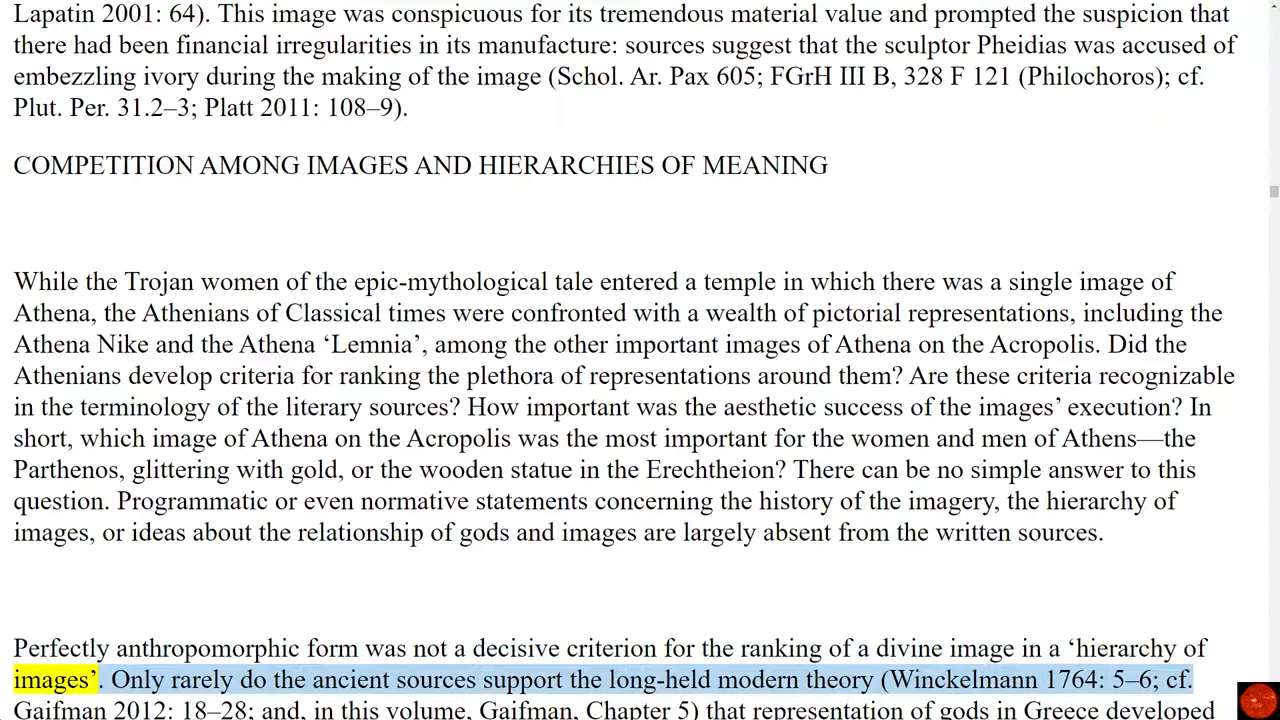 Lapatin 2001: 64). This image was conspicuous for its tremendous material value and prompted the suspicion that
there had been financial irregularities in its manufacture: sources suggest that the sculptor Pheidias was accused of
embezzling ivory during the making of the image (Schol. Ar. Pax 605; FGrH III B, 328 F 121 (Philochoros); cf.
Plut. Per. 31.2–3; Platt 2011: 108–9).
COMPETITION AMONG IMAGES AND HIERARCHIES OF MEANING
While the Trojan women of the epic-mythological tale entered a temple in which there was a single image of
Athena, the Athenians of Classical times were confronted with a wealth of pictorial representations, including the
Athena Nike and the Athena ‘Lemnia’, among the other important images of Athena on the Acropolis. Did the
Athenians develop criteria for ranking the plethora of representations around them? Are these criteria recognizable
in the terminology of the literary sources? How important was the aesthetic success of the images’ execution? In
short, which image of Athena on the Acropolis was the most important for the women and men of Athens—the
Parthenos, glittering with gold, or the wooden statue in the Erechtheion? There can be no simple answer to this
question. Programmatic or even normative statements concerning the history of the imagery, the hierarchy of
images, or ideas about the relationship of gods and images are largely absent from the written sources.
Perfectly anthropomorphic form was not a decisive criterion for the ranking of a divine image in a ‘hierarchy of
images’. Only rarely do the ancient sources support the long-held modern theory (Winckelmann 1764: 5–6; cf.
Gaifman 2012: 18–28; and, in this volume, Gaifman, Chapter 5) that representation of gods in Greece developed